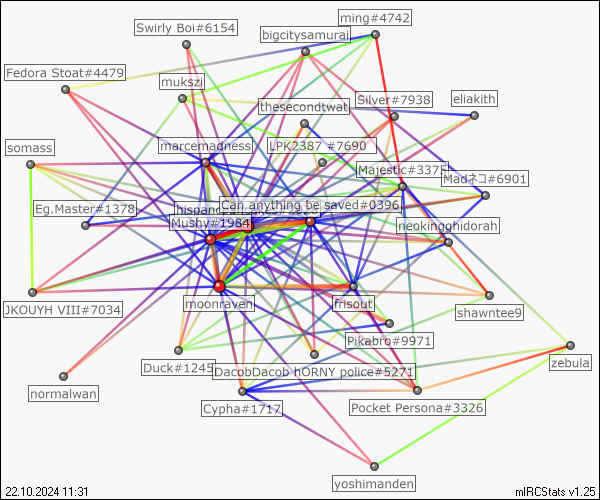 ming#4742
Swirly Boi#6154
bigcitysamurai
Fedora Stoat#4479
mukszi
thesecondtwat
Silver#7938
eliakith
somass
marcemadness
LPK2387 #7690
Majestic#3375
Madネコ#6901
Eg.Master#1378
Can anything be saved#0396
Mushy#1984
neokingghidorah
JKOUYH VIII#7034
moonraven
frisout
shawntee9
Pikabro#9971
Duck#1245
DacobDacob hORNY police#5271
zebula
normalwan
Cypha#1717
Pocket Persona#3326
yoshimanden
22.10.2024 11:31
mIRCStats v1.25